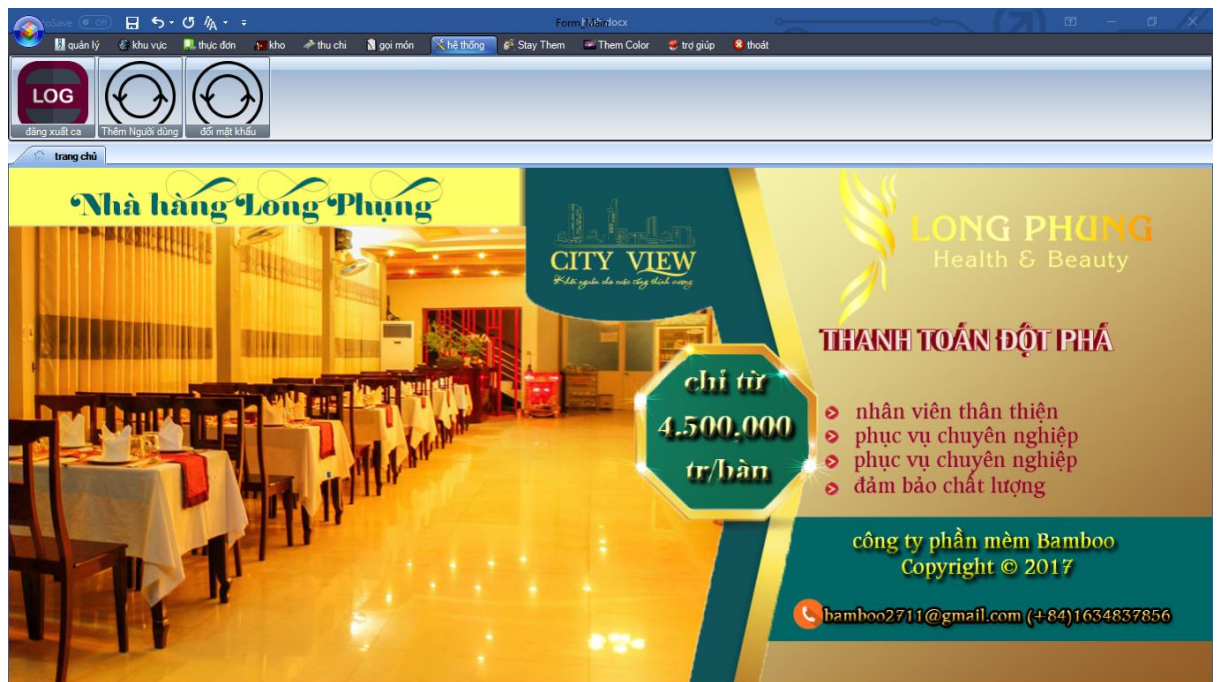 AutoSave Off
Form_Main docx
quản lý
khu vực
thực đơn
kho
thu chi
gọi món
hệ thống
Stay Them
Them Color
trợ giúp
thoát
LOG
đăng xuất ca
Thêm Người dùng
đổi mật khẩu
trang chủ
Nhà hàng Long Phụng
CITY VIEW
LONG PHUNG
Health & Beauty
THANH TOÁN ĐỘT PHÁ
chỉ từ
4.500.000
tr/bàn
nhân viên thân thiện
phục vụ chuyên nghiệp
phục vụ chuyên nghiệp
đảm bảo chất lượng
công ty phần mềm Bamboo
Copyright © 2017
bamboo2711@gmail.com (+84)1634837856